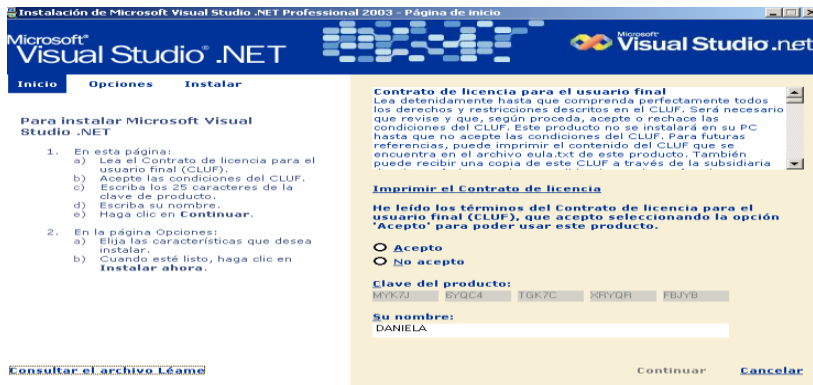 Instalación de Microsoft Visual Studio .NET Professional 2003 - Página de inicio
Microsoft®
Visual Studio® .NET
Microsoft®
Visual Studio .net
Inicio Opciones Instalar
Para instalar Microsoft Visual
Studio .NET
1. En esta página:
a) Lea el Contrato de licencia para el
usuario final (CLUF).
b) Acepte las condiciones del CLUF.
c) Escriba los 25 caracteres de la
clave de producto.
d) Escriba su nombre.
e) Haga clic en Continuar.
2. En la página Opciones:
a) Elija las características que desea
instalar.
b) Cuando esté listo, haga clic en
Instalar ahora.
Consultar el archivo Léame
Contrato de licencia para el usuario final
Lea detenidamente hasta que comprenda perfectamente todos
los derechos y restricciones descritos en el CLUF. Será necesario
que revise y que, según proceda, acepte o rechace las
condiciones del CLUF. Este producto no se instalará en su PC
hasta que no acepte las condiciones del CLUF. Para futuras
referencias, puede imprimir el contenido del CLUF que se
encuentra en el archivo eula.txt de este producto. También
puede recibir una copia de este CLUF a través de la subsidiaria
Imprimir el Contrato de licencia
He leído los términos del Contrato de licencia para el
usuario final (CLUF), que acepto seleccionando la opción
'Acepto' para poder usar este producto.
Acepto
No acepto
Clave del producto:
MYK7J 6YQC4 TGK7C XRYQR FBJYB
Su nombre:
DANIELA
Continuar Cancelar